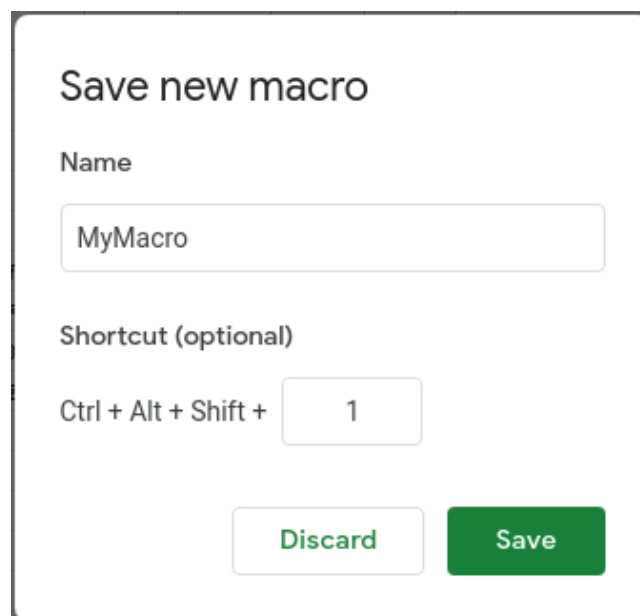 Save new macro
Name
MyMacro
Shortcut (optional)
Ctrl + Alt + Shift + 1
Discard Save